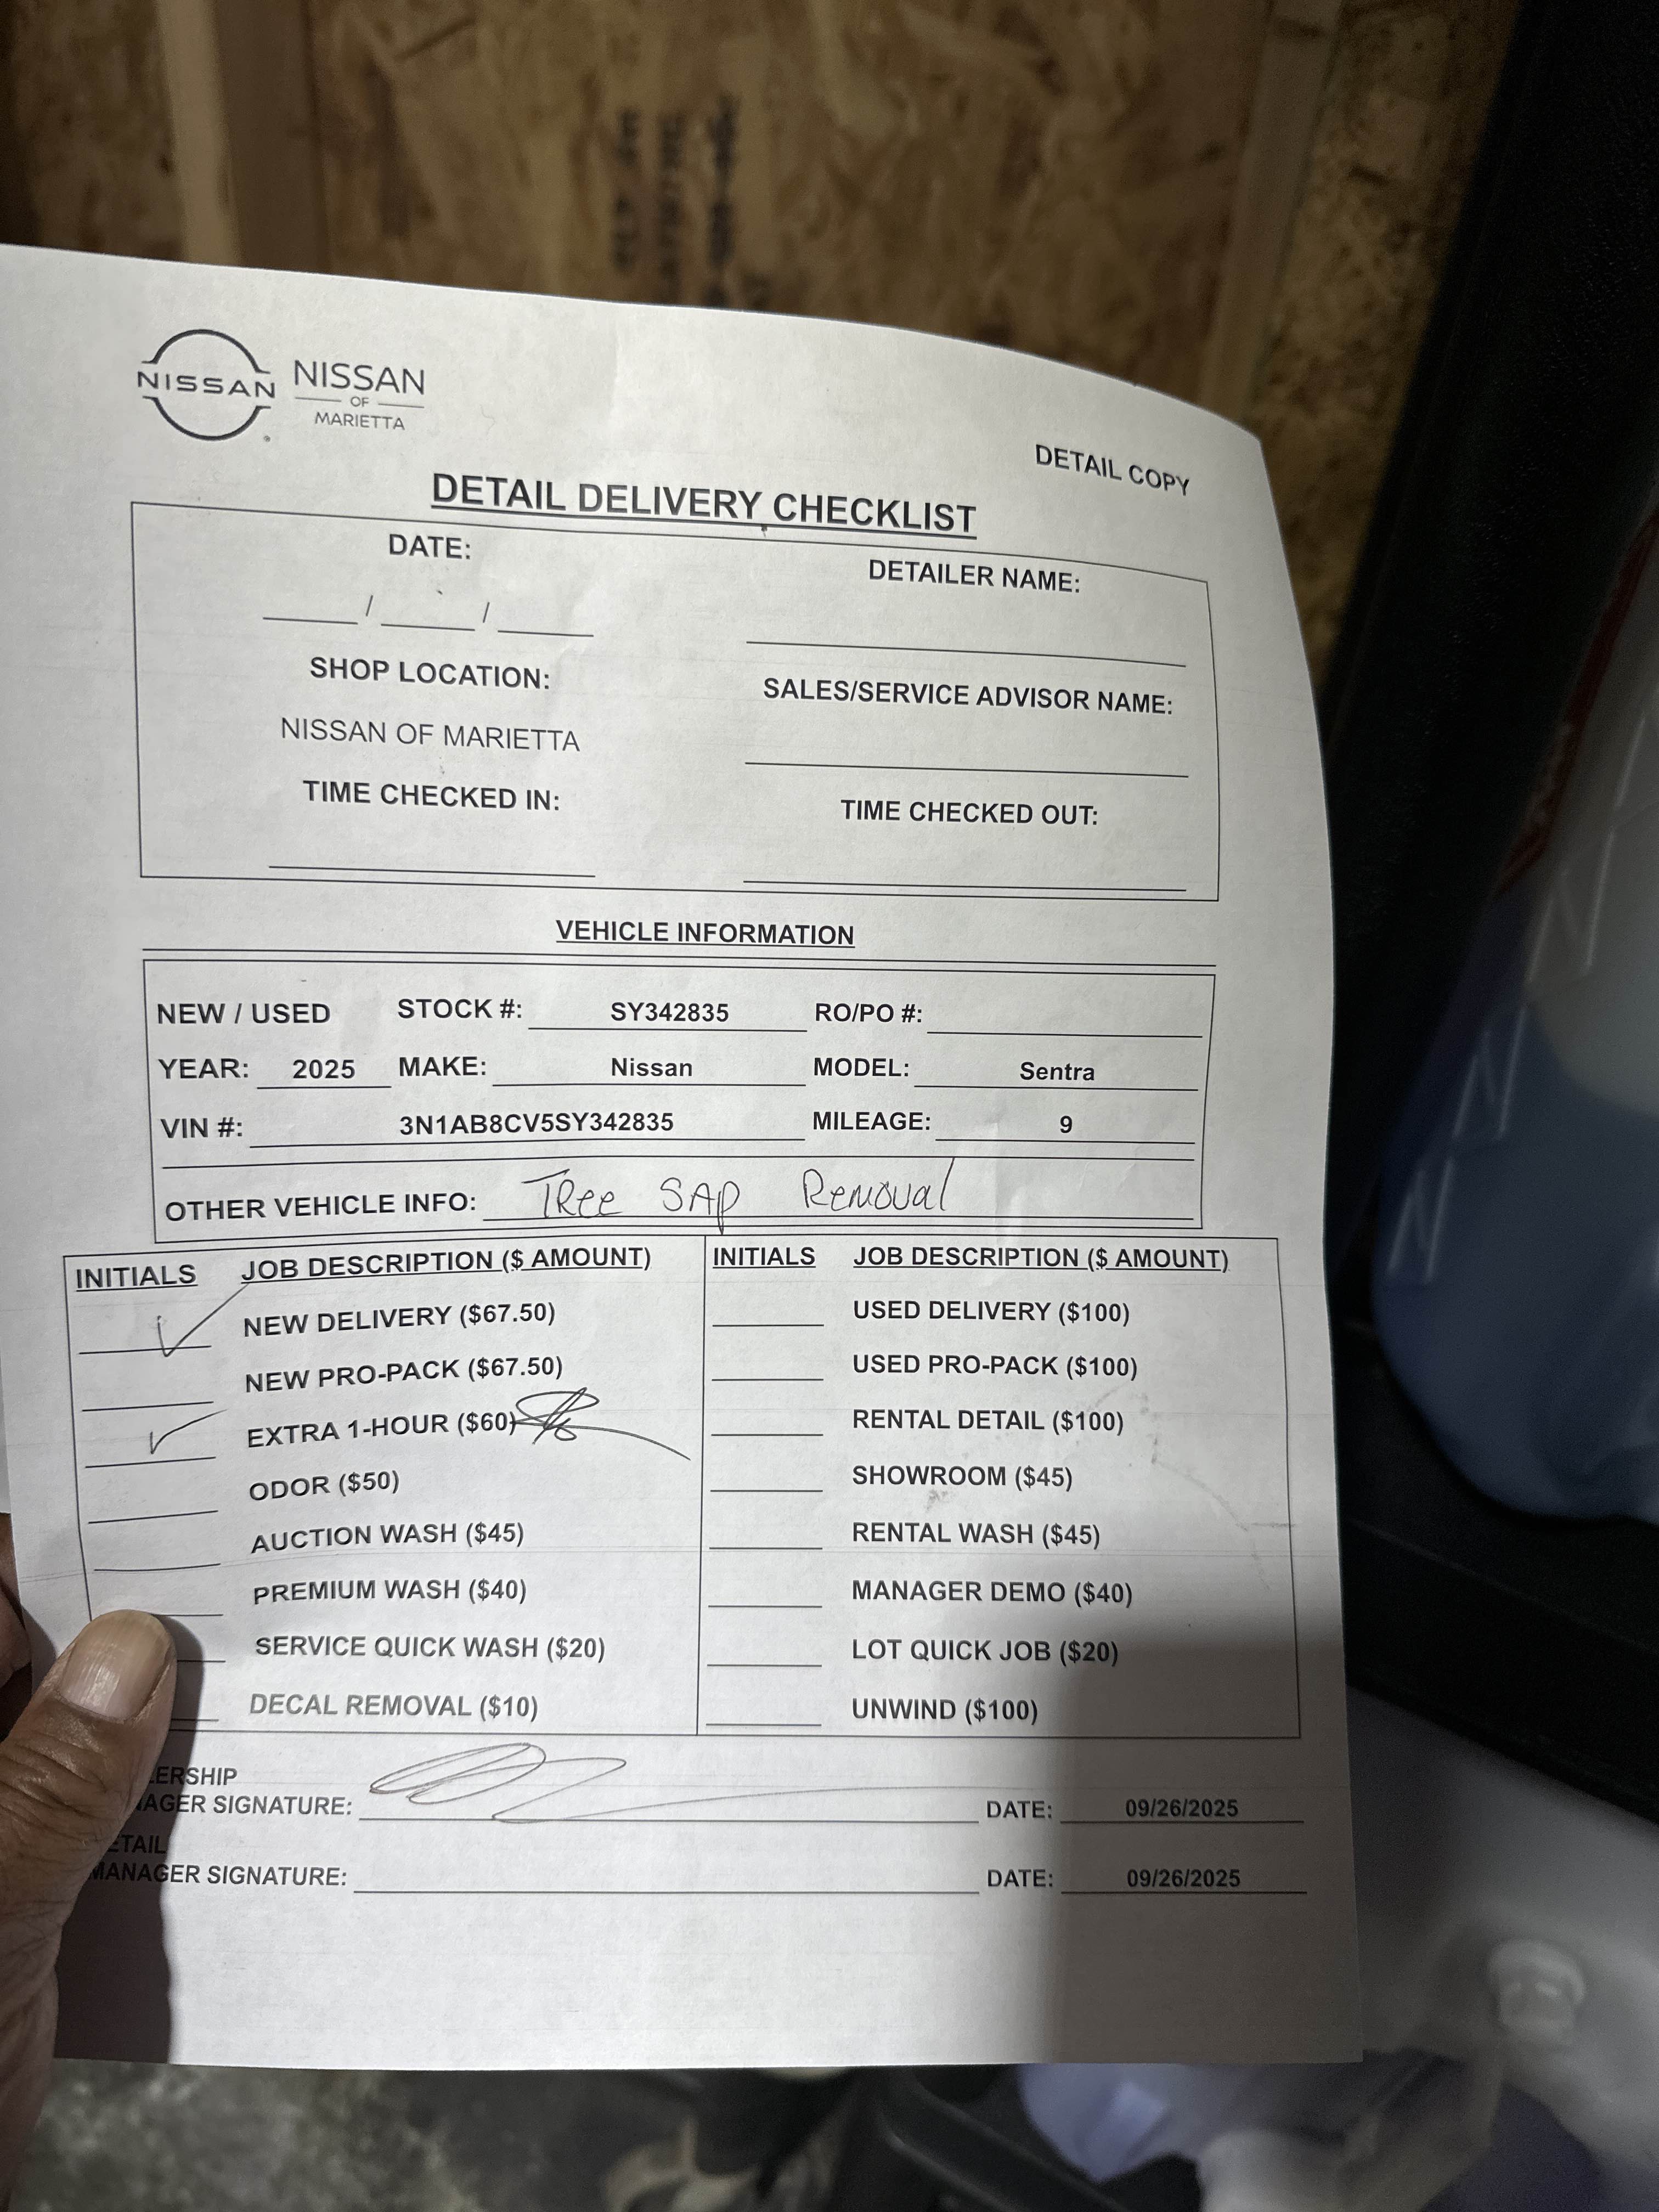 NISSAN
NISSAN
OF
MARIETTA
DETAIL COPY
DETAIL DELIVERY CHECKLIST
DATE:
DETAILER NAME:
____/____/____
SHOP LOCATION:
SALES/SERVICE ADVISOR NAME:
NISSAN OF MARIETTA
TIME CHECKED IN:
TIME CHECKED OUT:
VEHICLE INFORMATION
NEW / USED STOCK #: SY342835 RO/PO #:
YEAR: 2025 MAKE: Nissan MODEL: Sentra
VIN #: 3N1AB8CV5SY342835 MILEAGE: 9
OTHER VEHICLE INFO: Tree SAP Removal
INITIALS JOB DESCRIPTION ($ AMOUNT) INITIALS JOB DESCRIPTION ($ AMOUNT)
✓ NEW DELIVERY ($67.50) USED DELIVERY ($100)
NEW PRO-PACK ($67.50) USED PRO-PACK ($100)
✓ EXTRA 1-HOUR ($60) RENTAL DETAIL ($100)
ODOR ($50) SHOWROOM ($45)
AUCTION WASH ($45) RENTAL WASH ($45)
PREMIUM WASH ($40) MANAGER DEMO ($40)
SERVICE QUICK WASH ($20) LOT QUICK JOB ($20)
DECAL REMOVAL ($10) UNWIND ($100)
ERSHIP
AGER SIGNATURE: DATE: 09/26/2025
ETAIL
MANAGER SIGNATURE: DATE: 09/26/2025